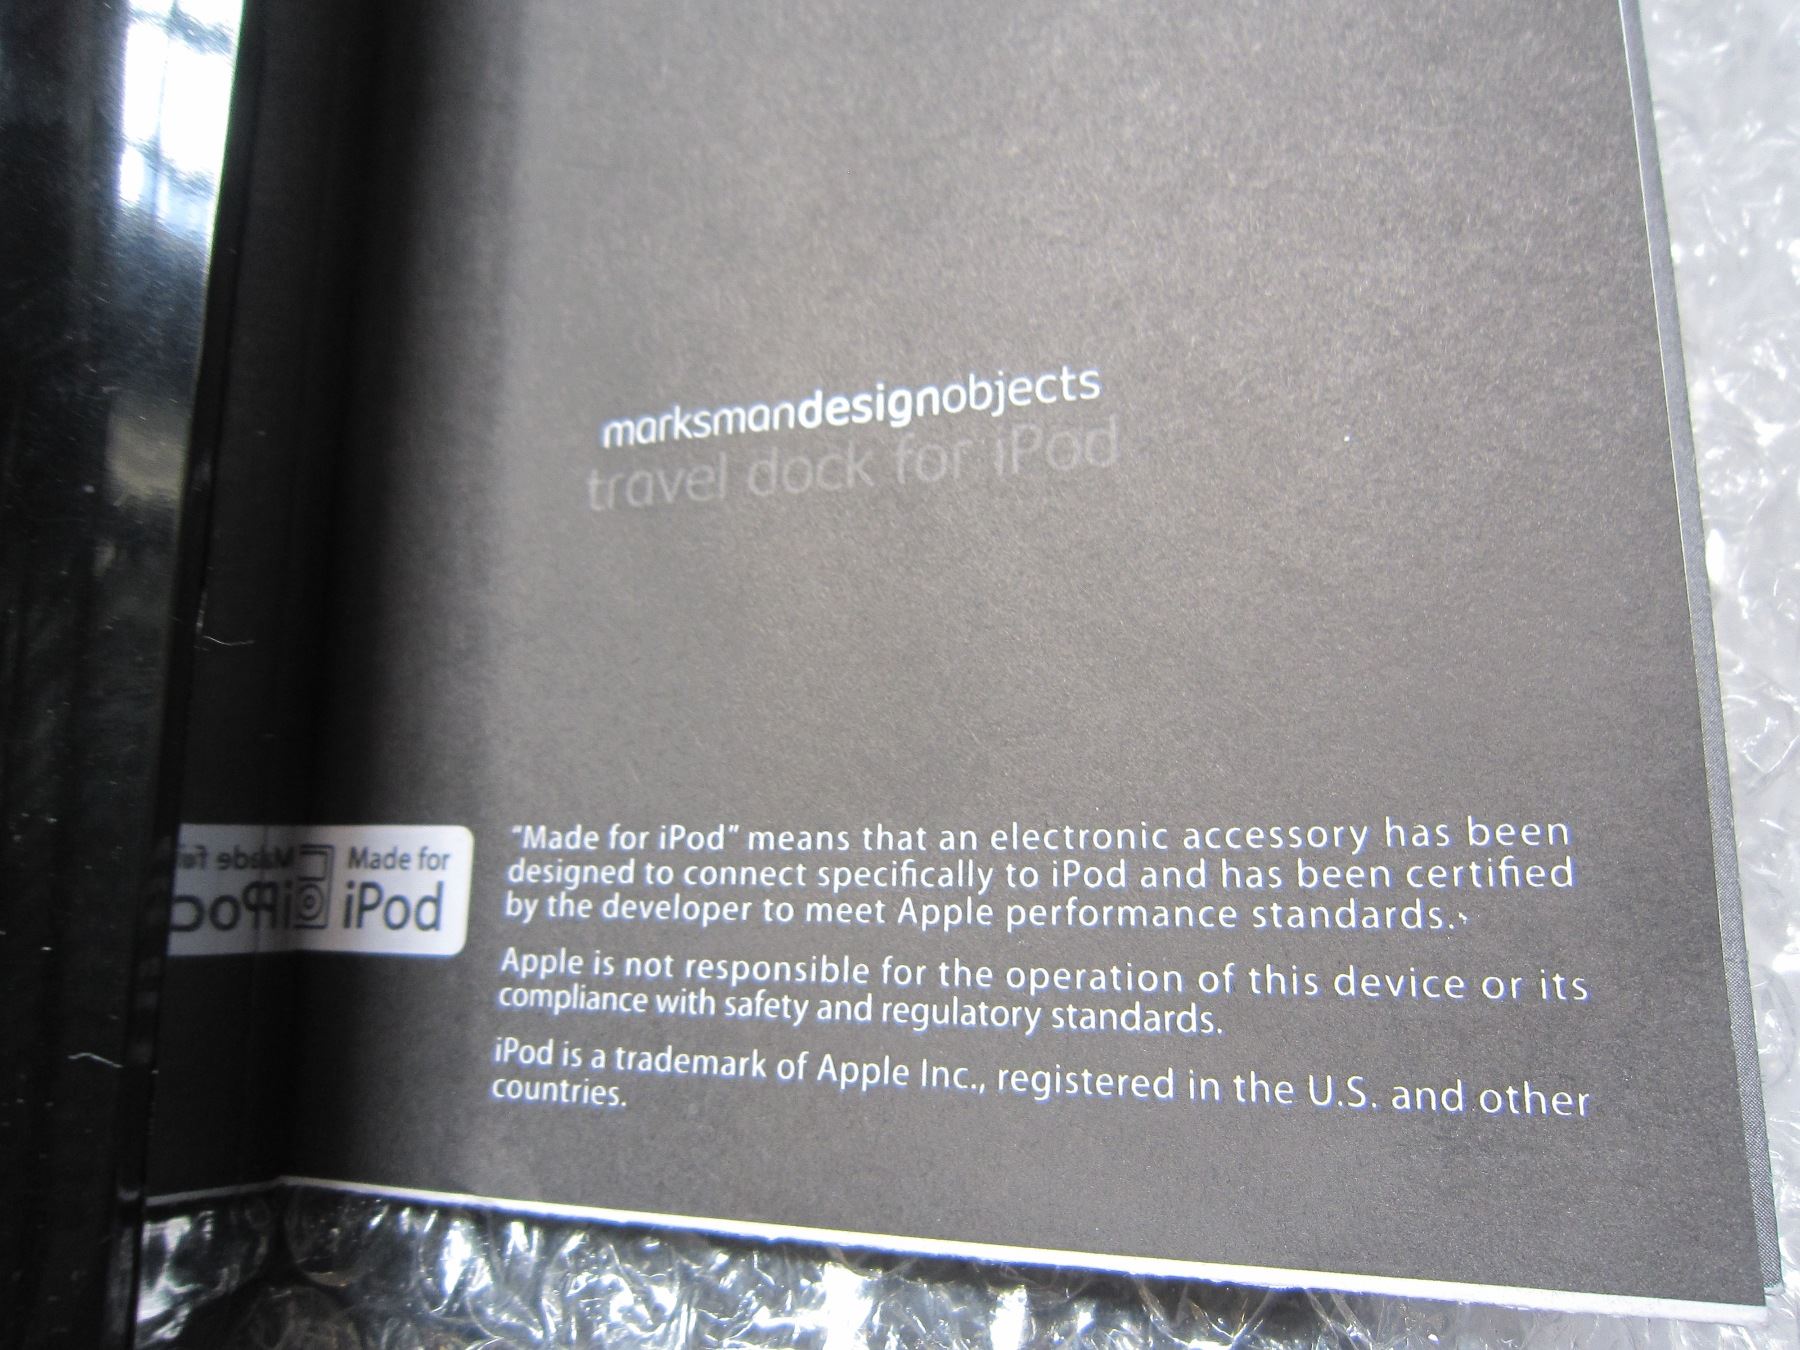 marksmandesignobjects
travel dock for iPod
Made for
iPod
“Made for iPod” means that an electronic accessory has been
designed to connect specifically to iPod and has been certified
by the developer to meet Apple performance standards.
Apple is not responsible for the operation of this device or its
compliance with safety and regulatory standards.
iPod is a trademark of Apple Inc., registered in the U.S. and other
countries.